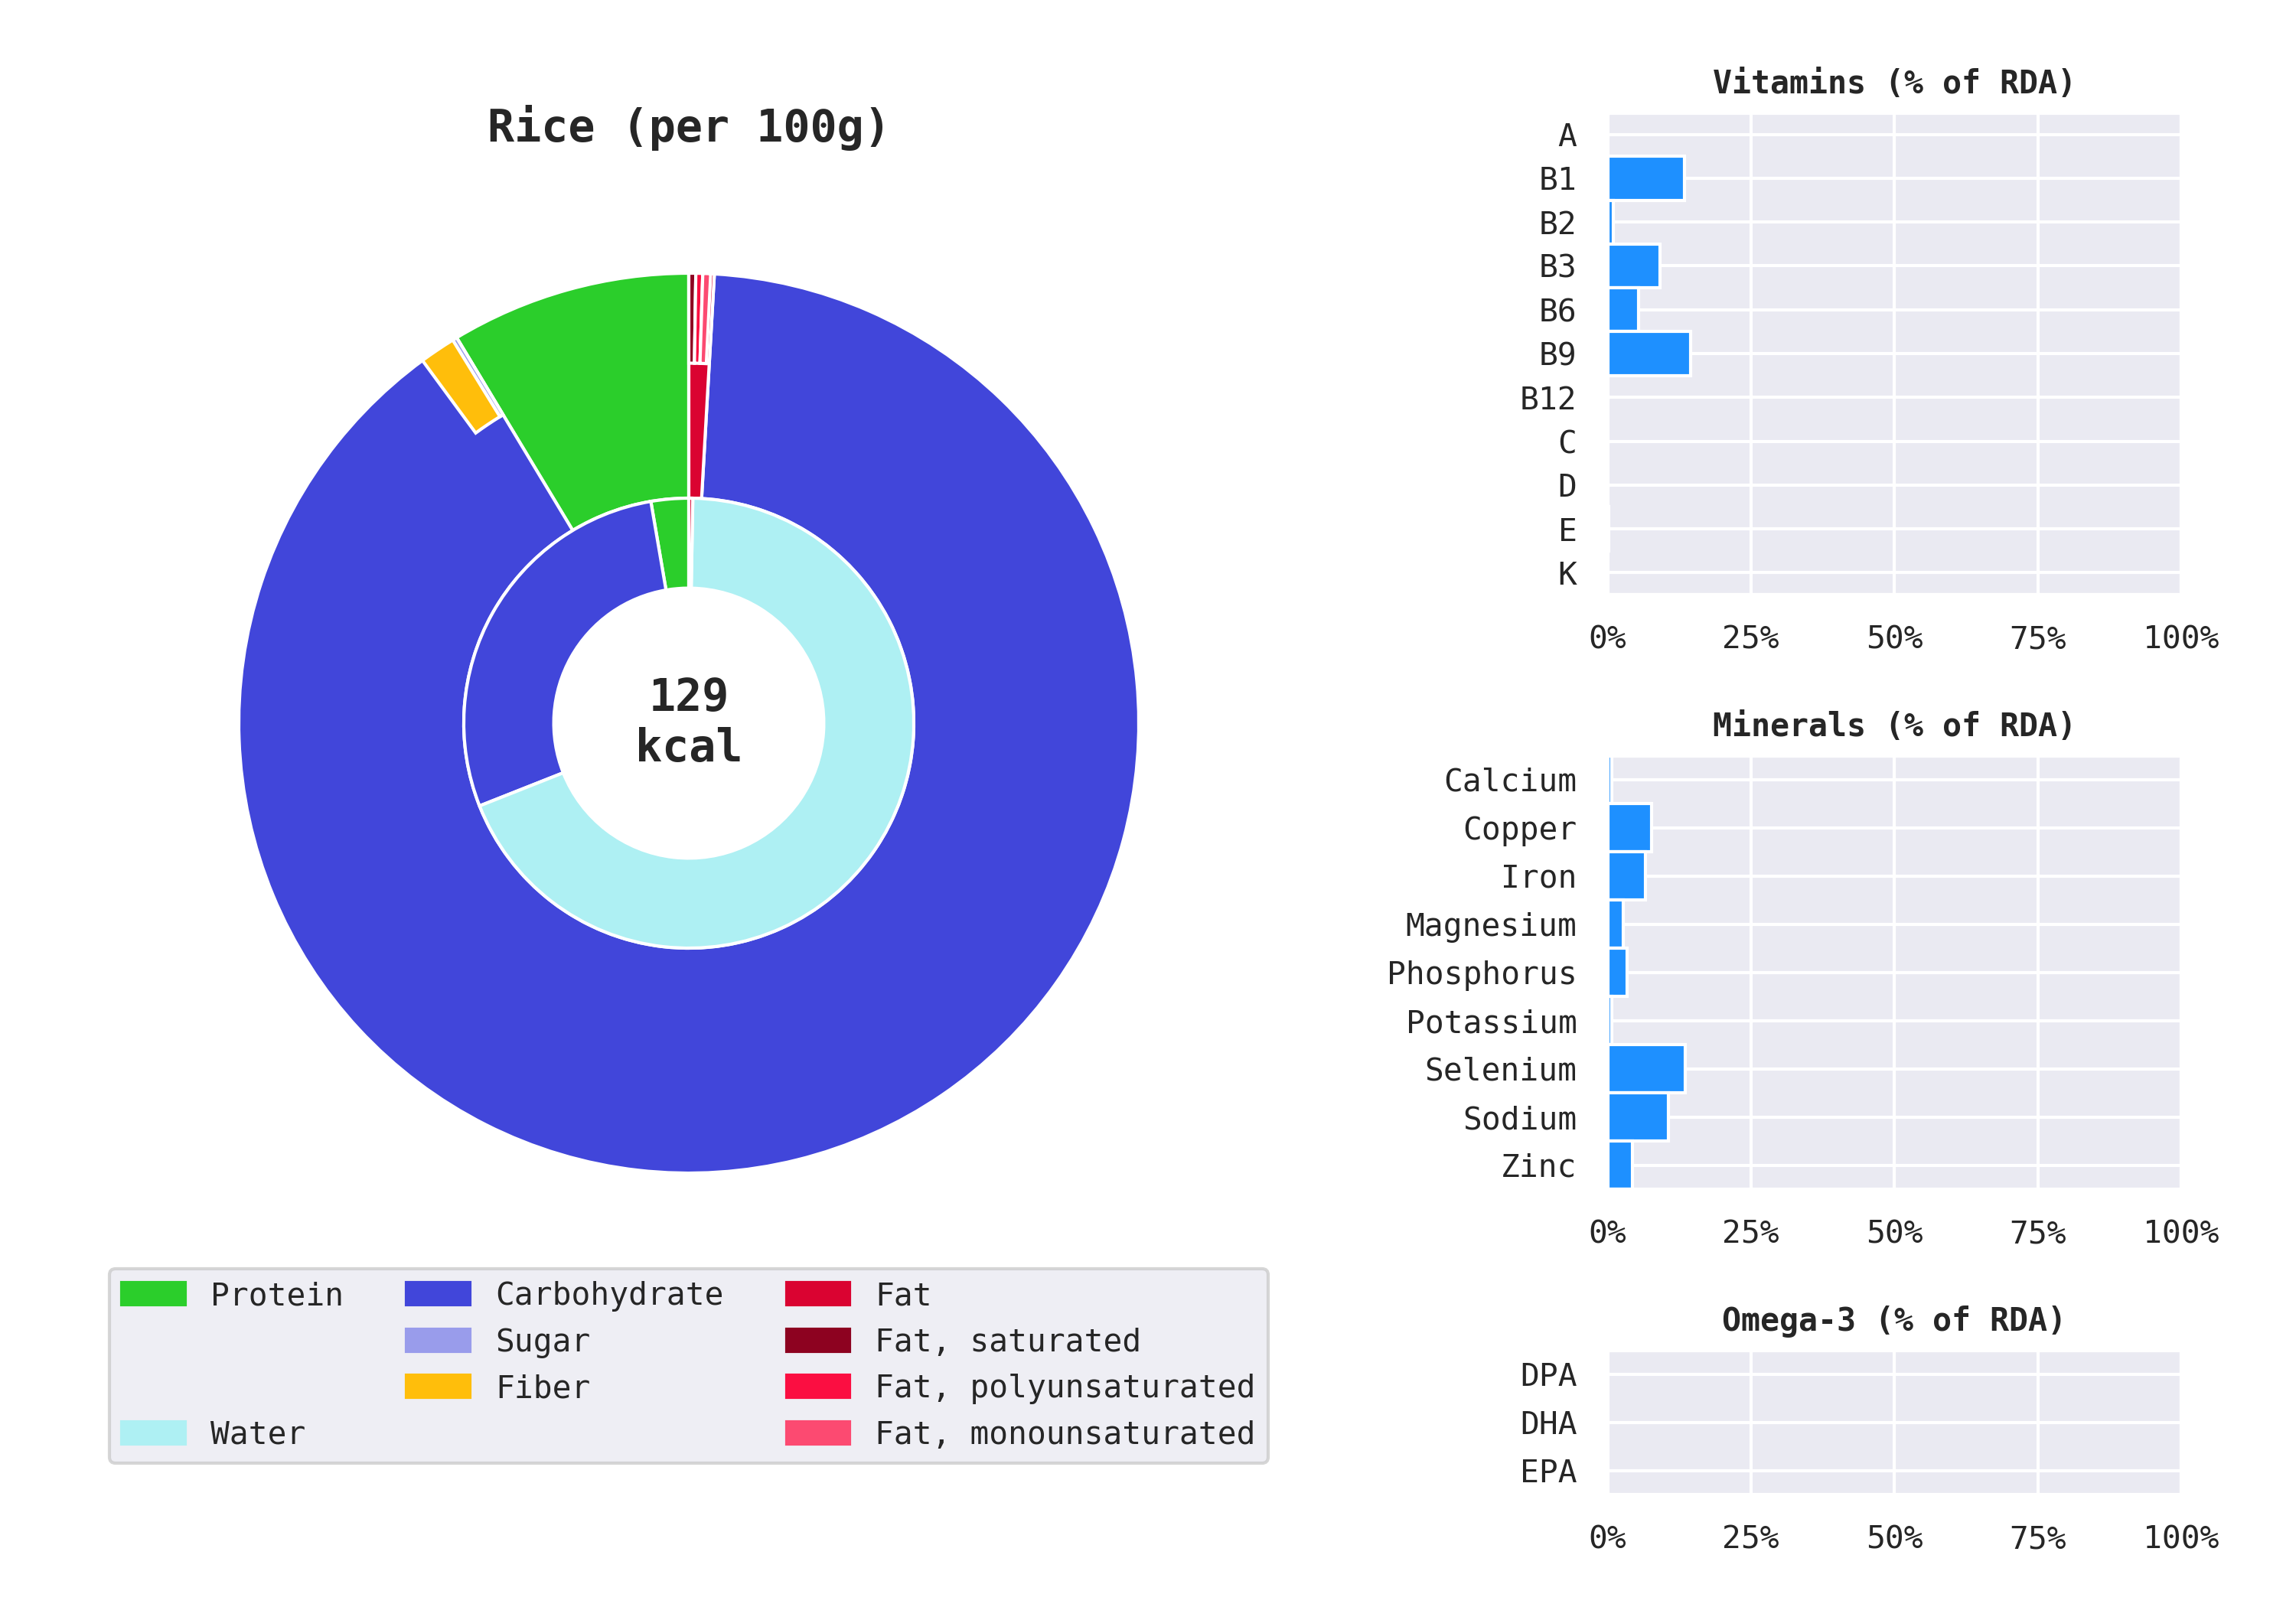 Rice (per 100g)
129
kcal
Protein
Water
Carbohydrate
Sugar
Fiber
Fat
Fat, saturated
Fat, polyunsaturated
Fat, monounsaturated
Vitamins (% of RDA)
A
B1
B2
B3
B6
B9
B12
C
D
E
K
0% 25% 50% 75% 100%
Minerals (% of RDA)
Calcium
Copper
Iron
Magnesium
Phosphorus
Potassium
Selenium
Sodium
Zinc
0% 25% 50% 75% 100%
Omega-3 (% of RDA)
DPA
DHA
EPA
0% 25% 50% 75% 100%